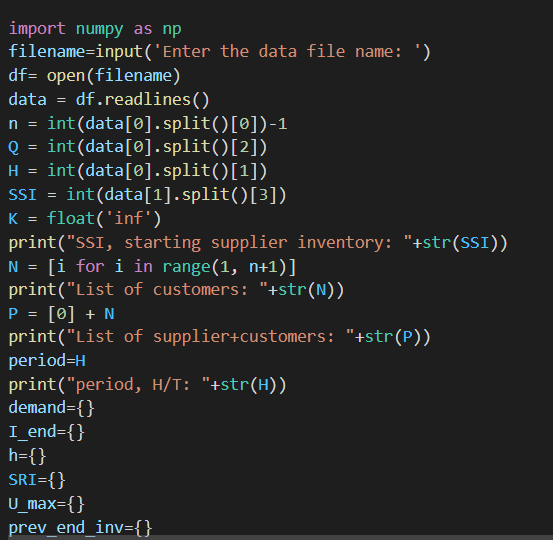 import numpy as np
filename=input('Enter the data file name: ')
df= open(filename)
data = df.readlines()
n = int(data[0].split()[0])-1
Q = int(data[0].split()[2])
H = int(data[0].split()[1])
SSI = int(data[1].split()[3])
K = float('inf')
print("SSI, starting supplier inventory: "+str(SSI))
N = [i for i in range(1, n+1)]
print("List of customers: "+str(N))
P = [0] + N
print("List of supplier+customers: "+str(P))
period=H
print("period, H/T: "+str(H))
demand={}
I_end={}
h={}
SRI={}
U_max={}
prev_end_inv={}